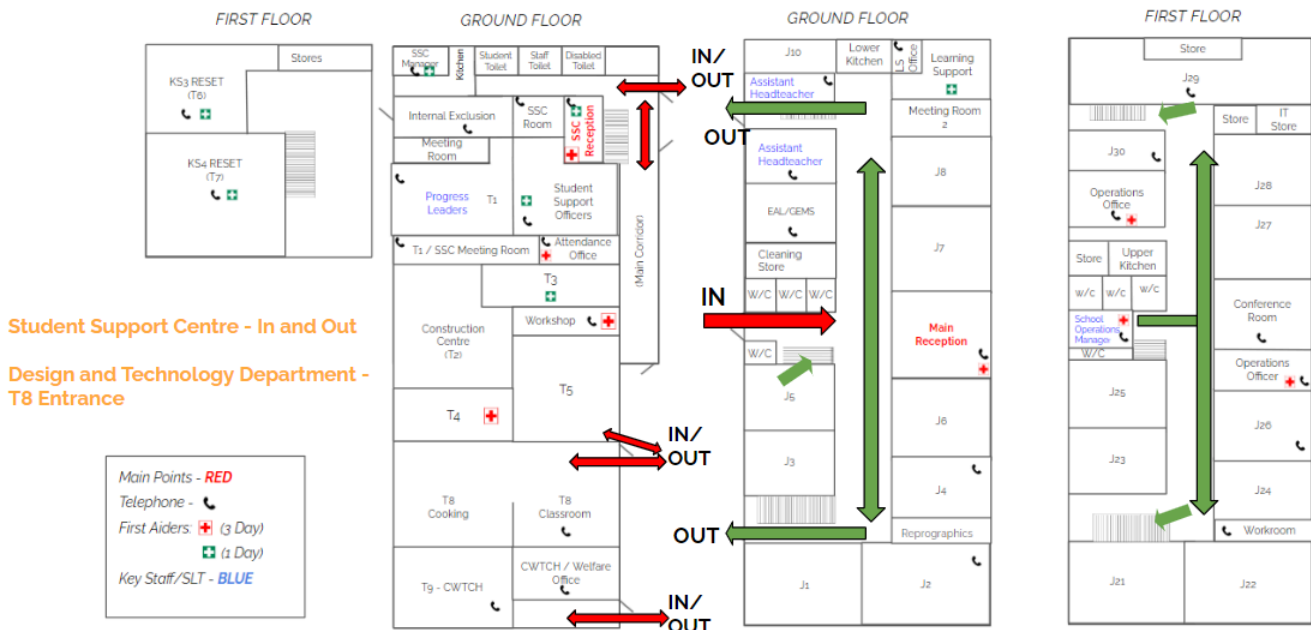 FIRST FLOOR
Stores
KS3 RESET
(T6)
KS4 RESET
(T7)
Student Support Centre - In and Out
Design and Technology Department -
T8 Entrance
Main Points - RED
Telephone -
First Aiders: (3 Day)
(1 Day)
Key Staff/SLT - BLUE
GROUND FLOOR
SSC
Manager
Kitchen
Student
Toilet
Staff
Toilet
Disabled
Toilet
Internal Exclusion
SSC
Room
SSC
Reception
Meeting
Room
Progress
Leaders
T1
Student
Support
Officers
T1 / SSC Meeting Room
Attendance
Office
(Main Corridor)
T3
Workshop
Construction
Centre
(T2)
T5
T4
T8
Cooking
T8
Classroom
T9 - CWTCH
CWTCH / Welfare
Office
IN/
OUT
OUT
IN
IN/
OUT
OUT
IN/
OUT
GROUND FLOOR
J10
Lower
Kitchen
LS
Office
Learning
Support
Assistant
Headteacher
Meeting Room
2
Assistant
Headteacher
J8
EAL/GEMS
Cleaning
Store
J7
W/C
W/C
W/C
Main
Reception
W/C
J5
J6
J3
J4
Reprographics
J1
J2
FIRST FLOOR
Store
J29
Store
IT
Store
J30
J28
Operations
Office
J27
Store
Upper
Kitchen
w/c
w/c
w/c
Conference
Room
School
Operations
Manager
W/C
Operations
Officer
J25
J26
J23
J24
Workroom
J21
J22